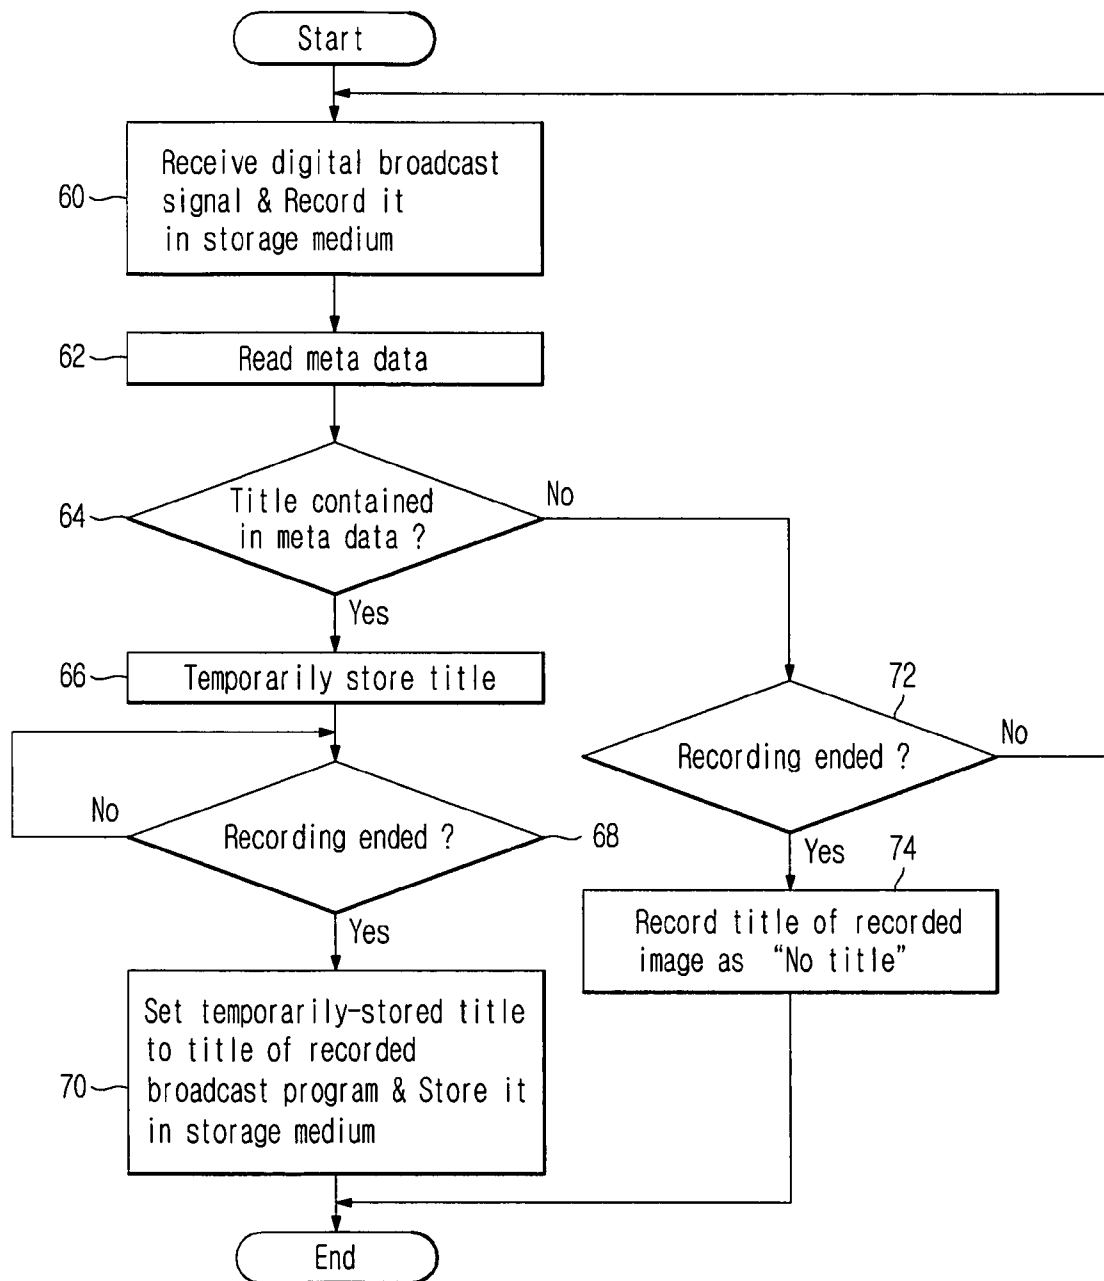 Start
60
Receive digital broadcast
signal & Record it
in storage medium
62
Read meta data
64
Title contained
in meta data ?
No
Yes
66
Temporarily store title
72
Recording ended ?
No
No
Recording ended ?
68
Yes
74
Record title of recorded
image as “No title”
Yes
70
Set temporarily-stored title
to title of recorded
broadcast program & Store it
in storage medium
End